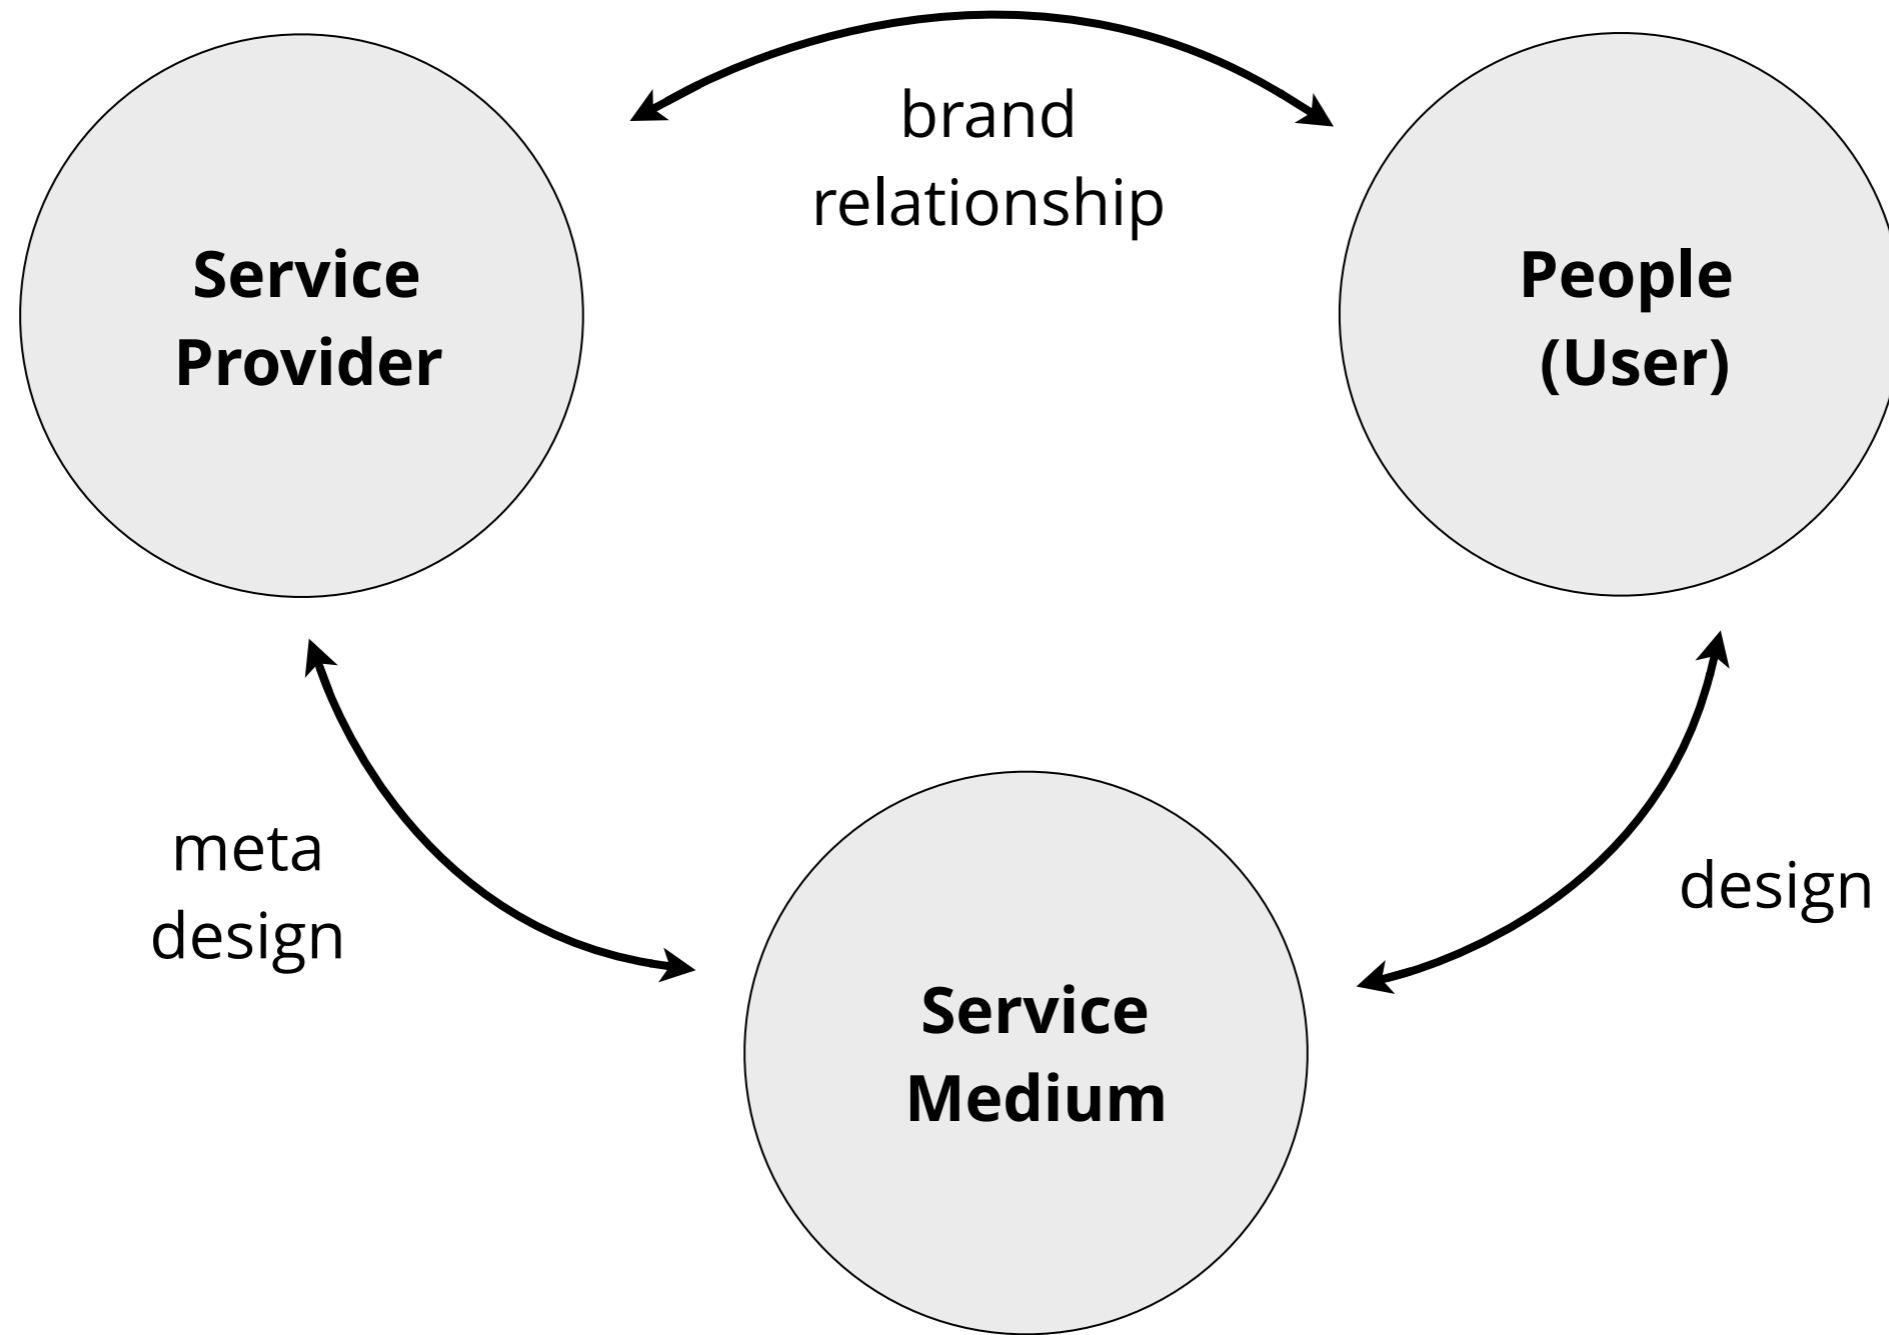 brand
relationship
Service
Provider
People
(User)
meta
design
design
Service
Medium